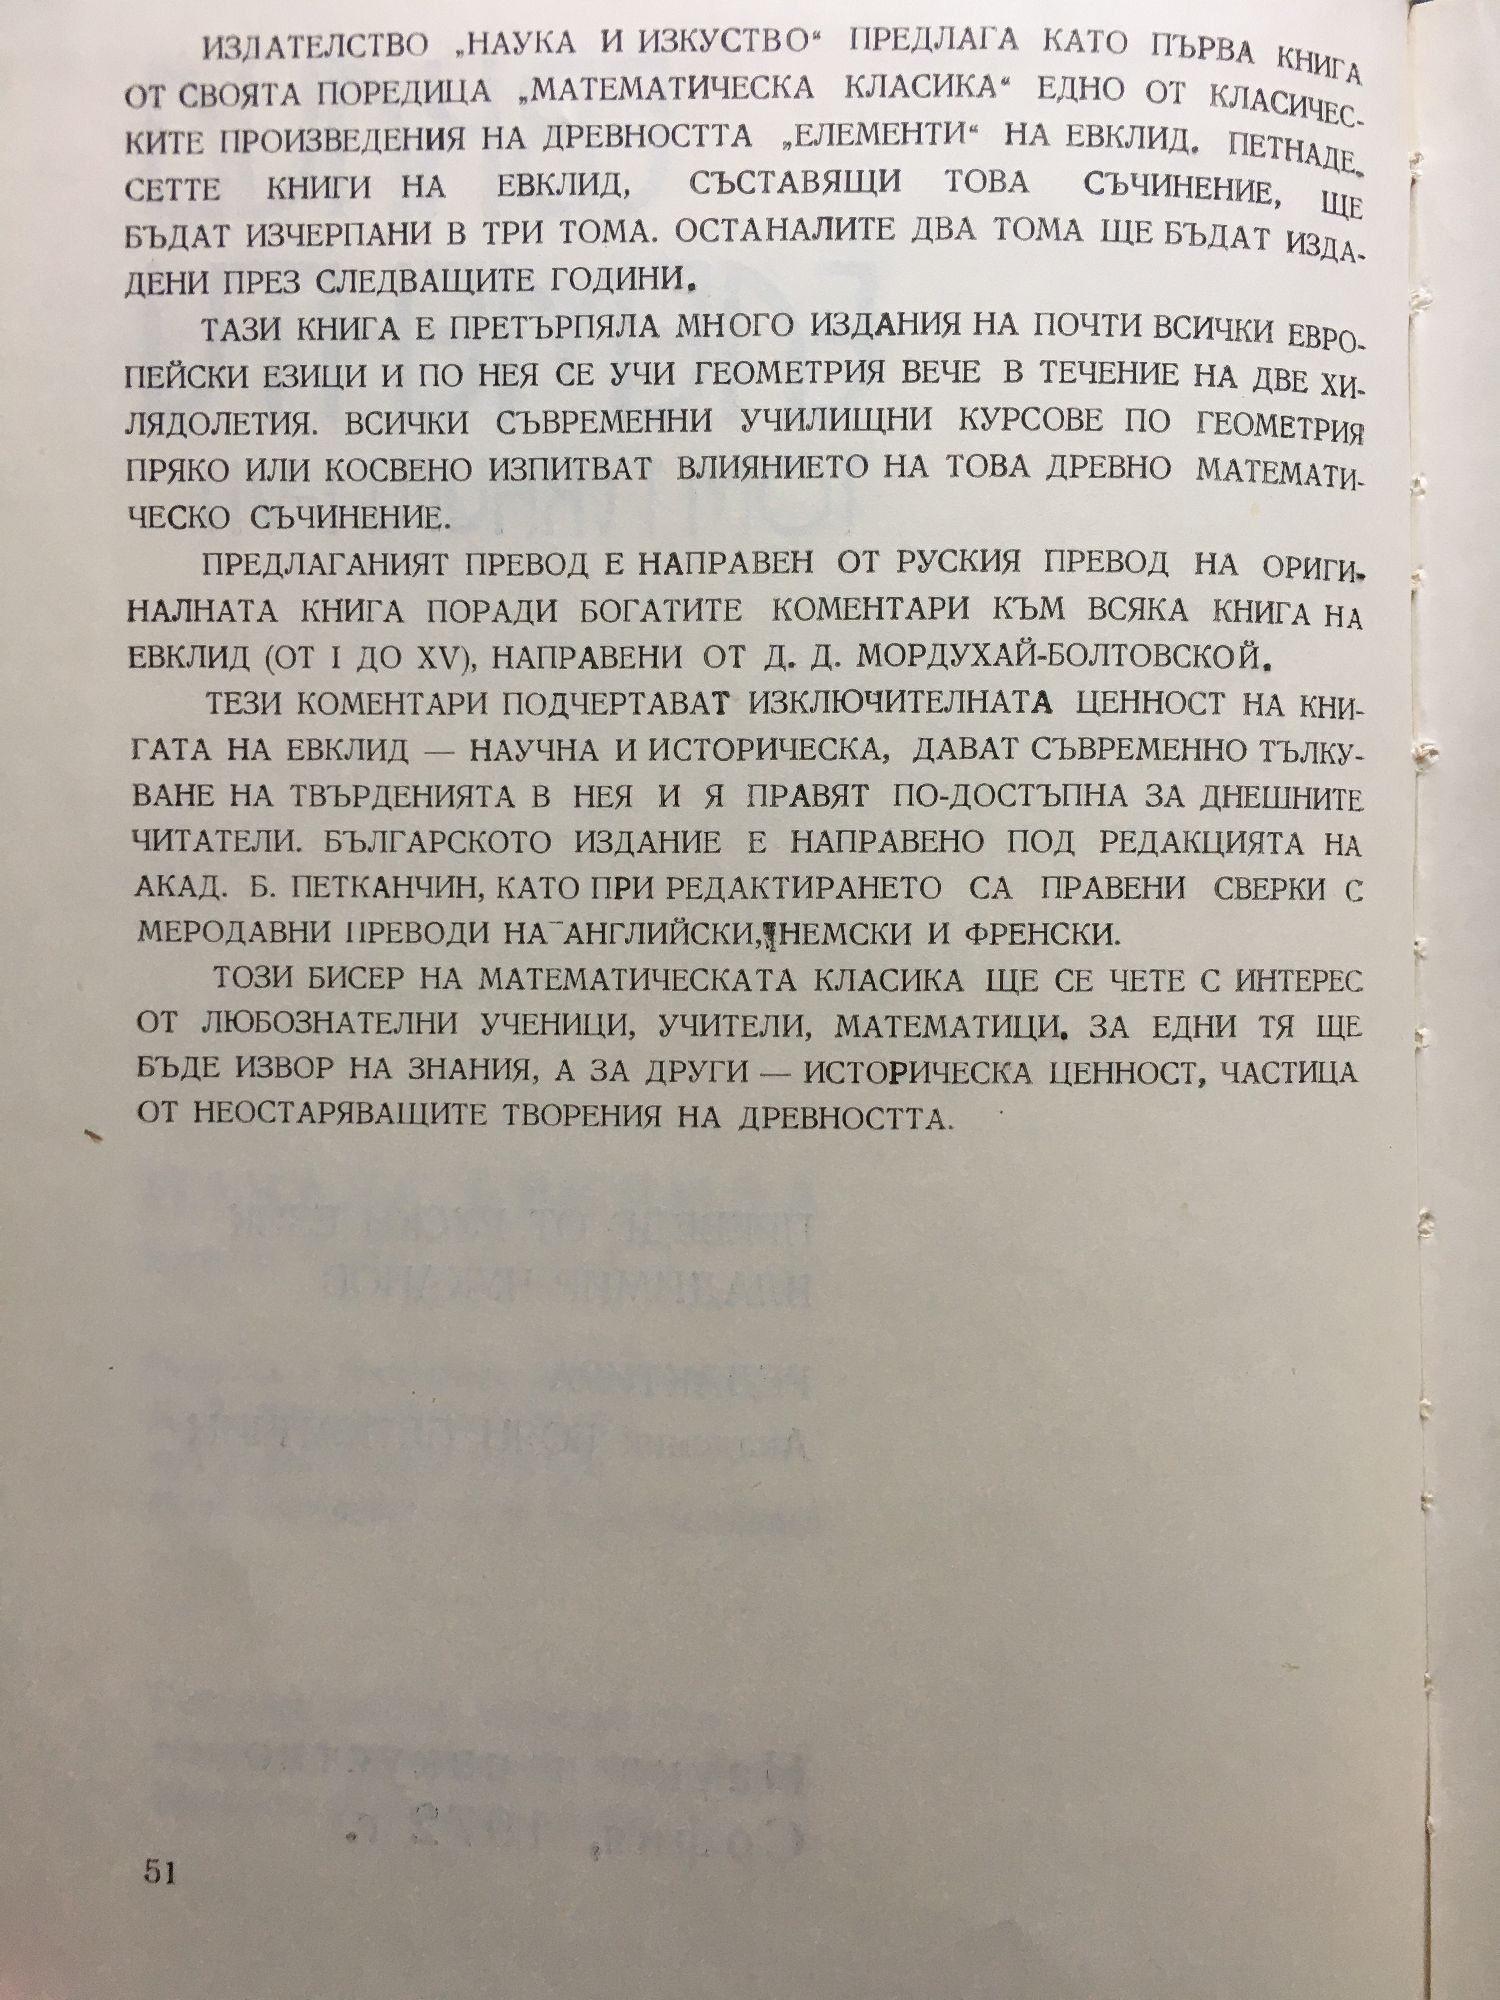 ИЗДАТЕЛСТВО „НАУКА И ИЗКУСТВО“ ПРЕДЛАГА КАТО ПЪРВА КНИГА
ОТ СВОЯТА ПОРЕДИЦА „МАТЕМАТИЧЕСКА КЛАСИКА“ ЕДНО ОТ КЛАСИЧЕС-
КИТЕ ПРОИЗВЕДЕНИЯ НА ДРЕВНОСТТА „ЕЛЕМЕНТИ“ НА ЕВКЛИД. ПЕТНАДЕ-
СЕТТЕ КНИГИ НА ЕВКЛИД, СЪСТАВЯЩИ ТОВА СЪЧИНЕНИЕ, ЩЕ
БЪДАТ ИЗЧЕРПАНИ В ТРИ ТОМА. ОСТАНАЛИТЕ ДВА ТОМА ЩЕ БЪДАТ ИЗДА-
ДЕНИ ПРЕЗ СЛЕДВАЩИТЕ ГОДИНИ.
ТАЗИ КНИГА Е ПРЕТЪРПЯЛА МНОГО ИЗДАНИЯ НА ПОЧТИ ВСИЧКИ ЕВРО-
ПЕЙСКИ ЕЗИЦИ И ПО НЕЯ СЕ УЧИ ГЕОМЕТРИЯ ВЕЧЕ В ТЕЧЕНИЕ НА ДВЕ ХИ-
ЛЯДОЛЕТИЯ. ВСИЧКИ СЪВРЕМЕННИ УЧИЛИЩНИ КУРСОВЕ ПО ГЕОМЕТРИЯ
ПРЯКО ИЛИ КОСВЕНО ИЗПИТВАТ ВЛИЯНИЕТО НА ТОВА ДРЕВНО МАТЕМАТИ-
ЧЕСКО СЪЧИНЕНИЕ.
ПРЕДЛАГАНИЯТ ПРЕВОД Е НАПРАВЕН ОТ РУСКИЯ ПРЕВОД НА ОРИГИ-
НАЛНАТА КНИГА ПОРАДИ БОГАТИТЕ КОМЕНТАРИ КЪМ ВСЯКА КНИГА НА
ЕВКЛИД (ОТ I ДО XV), НАПРАВЕНИ ОТ Д. Д. МОРДУХАЙ-БОЛТОВСКОЙ.
ТЕЗИ КОМЕНТАРИ ПОДЧЕРТАВАТ ИЗКЛЮЧИТЕЛНАТА ЦЕННОСТ НА КНИ-
ГАТА НА ЕВКЛИД — НАУЧНА И ИСТОРИЧЕСКА, ДАВАТ СЪВРЕМЕННО ТЪЛКУ-
ВАНЕ НА ТВЪРДЕНИЯТА В НЕЯ И Я ПРАВЯТ ПО-ДОСТЪПНА ЗА ДНЕШНИТЕ
ЧИТАТЕЛИ. БЪЛГАРСКОТО ИЗДАНИЕ Е НАПРАВЕНО ПОД РЕДАКЦИЯТА НА
АКАД. Б. ПЕТКАНЧИН, КАТО ПРИ РЕДАКТИРАНЕТО СА ПРАВЕНИ СВЕРКИ С
МЕРОДАВНИ ПРЕВОДИ НА АНГЛИЙСКИ, НЕМСКИ И ФРЕНСКИ.
ТОЗИ БИСЕР НА МАТЕМАТИЧЕСКАТА КЛАСИКА ЩЕ СЕ ЧЕТЕ С ИНТЕРЕС
ОТ ЛЮБОЗНАТЕЛНИ УЧЕНИЦИ, УЧИТЕЛИ, МАТЕМАТИЦИ. ЗА ЕДНИ ТЯ ЩЕ
БЪДЕ ИЗВОР НА ЗНАНИЯ, А ЗА ДРУГИ — ИСТОРИЧЕСКА ЦЕННОСТ, ЧАСТИЦА
ОТ НЕОСТАРЯВАЩИТЕ ТВОРЕНИЯ НА ДРЕВНОСТТА.
51